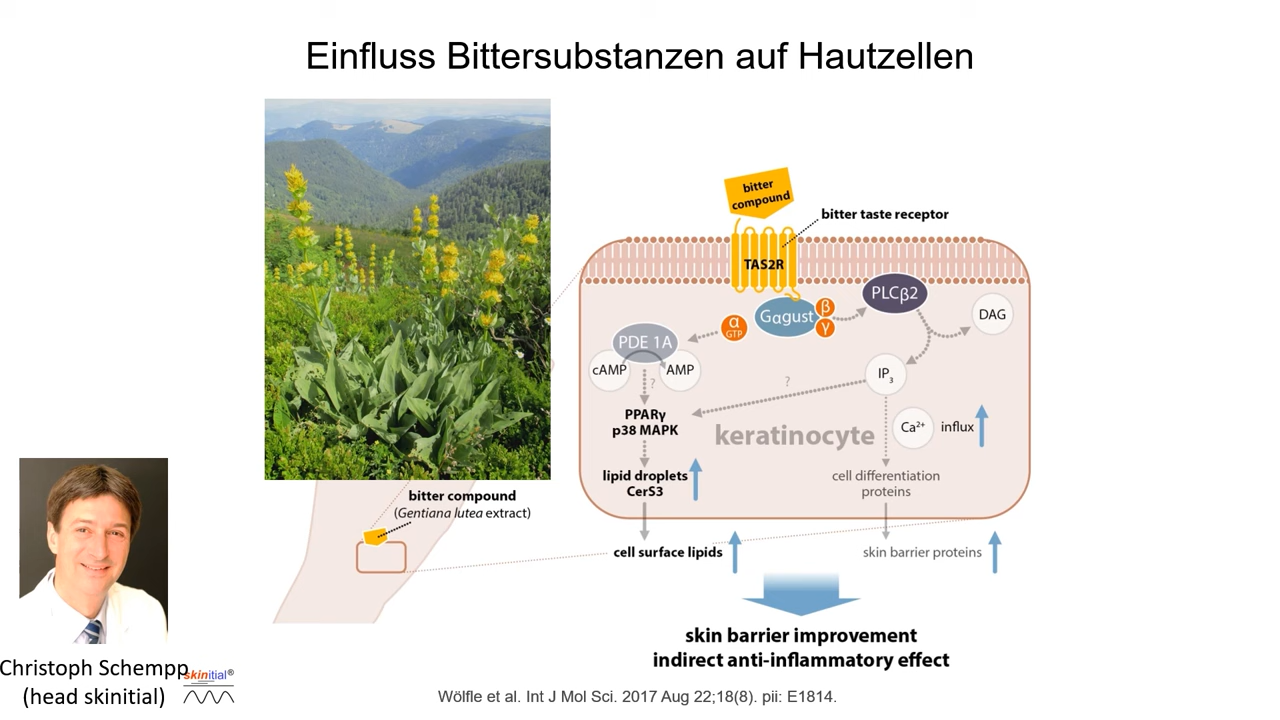 Einfluss Bittersubstanzen auf Hautzellen
bitter
compound
bitter taste receptor
TAS2R
PLCβ2
Gαgust
β
γ
α
GTP
DAG
PDE 1A
cAMP
AMP
?
IP3
?
PPARγ
p38 MAPK
keratinocyte
Ca2+
influx
lipid droplets
CerS3
cell differentiation
proteins
bitter compound
(Gentiana lutea extract)
cell surface lipids
skin barrier proteins
skin barrier improvement
indirect anti-inflammatory effect
Christoph Schempp
(head skinitial)
skinitial®
Wölfle et al. Int J Mol Sci. 2017 Aug 22;18(8). pii: E1814.